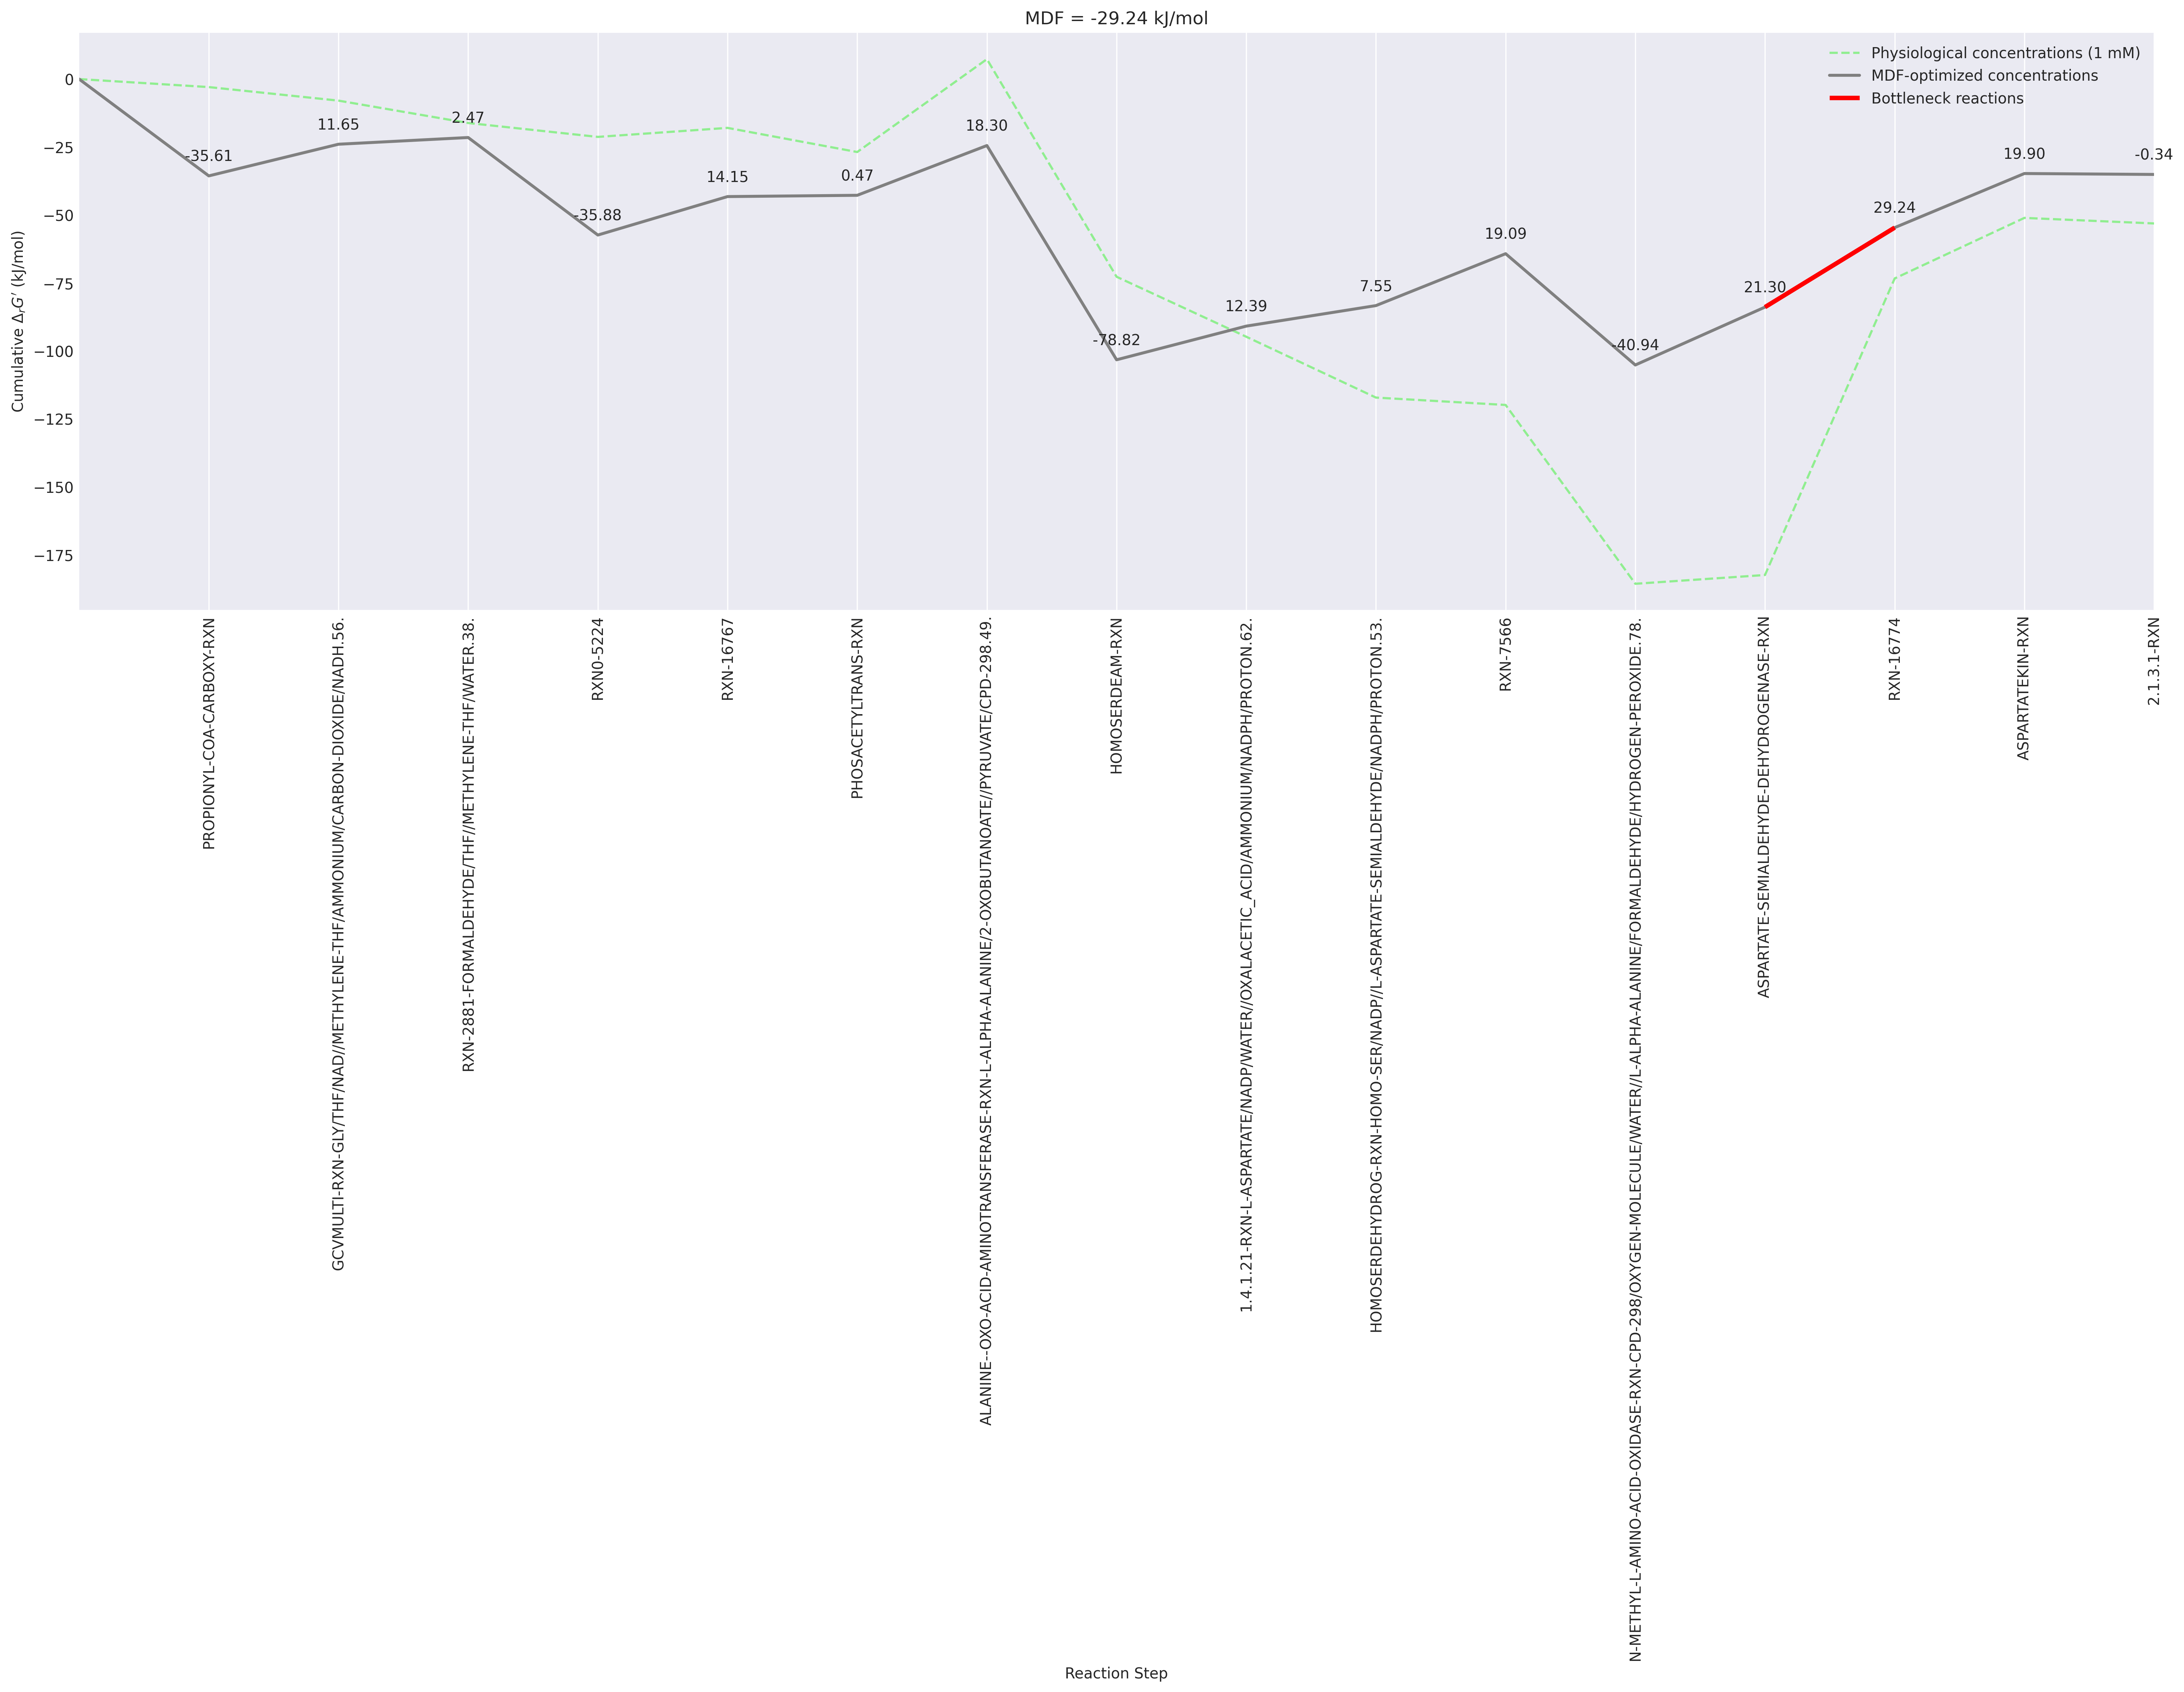 MDF = -29.24 kJ/mol
Physiological concentrations (1 mM)
MDF-optimized concentrations
Bottleneck reactions
Cumulative ΔrG′ (kJ/mol)
0
−25
−50
−75
−100
−125
−150
−175
-35.61
11.65
2.47
-35.88
14.15
0.47
18.30
-78.82
12.39
7.55
19.09
-40.94
21.30
29.24
19.90
-0.34
PROPIONYL-COA-CARBOXY-RXN
GCVMULTI-RXN-GLY/THF/NAD//METHYLENE-THF/AMMONIUM/CARBON-DIOXIDE/NADH.56.
RXN-2881-FORMALDEHYDE/THF//METHYLENE-THF/WATER.38.
RXN0-5224
RXN-16767
PHOSACETYLTRANS-RXN
ALANINE--OXO-ACID-AMINOTRANSFERASE-RXN-L-ALPHA-ALANINE/2-OXOBUTANOATE//PYRUVATE/CPD-298.49.
HOMOSERDEAM-RXN
1.4.1.21-RXN-L-ASPARTATE/NADP/WATER//OXALACETIC_ACID/AMMONIUM/NADPH/PROTON.62.
HOMOSERDEHYDROG-RXN-HOMO-SER/NADP//L-ASPARTATE-SEMIALDEHYDE/NADPH/PROTON.53.
RXN-7566
N-METHYL-L-AMINO-ACID-OXIDASE-RXN-CPD-298/OXYGEN-MOLECULE/WATER//L-ALPHA-ALANINE/FORMALDEHYDE/HYDROGEN-PEROXIDE.78.
ASPARTATE-SEMIALDEHYDE-DEHYDROGENASE-RXN
RXN-16774
ASPARTATEKIN-RXN
2.1.3.1-RXN
Reaction Step